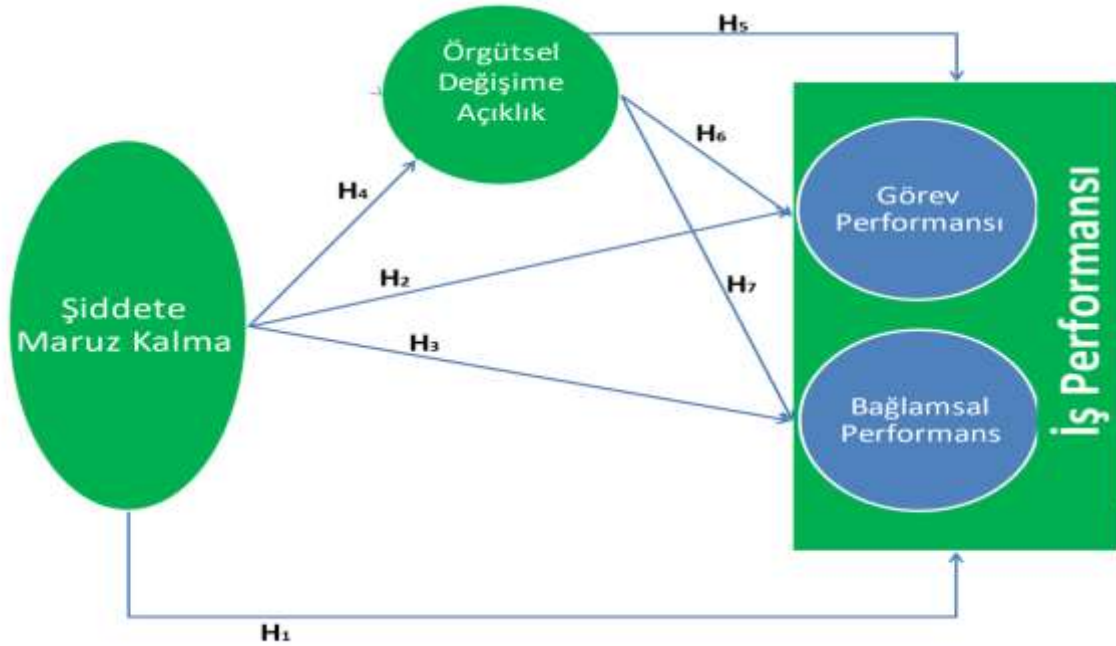 H₅
Örgütsel
Değişime
Açıklık
H₆
H₄
Görev
Performansı
H₂
H₇
Şiddete
Maruz Kalma
H₃
Bağlamsal
Performans
İş Performansı
H₁